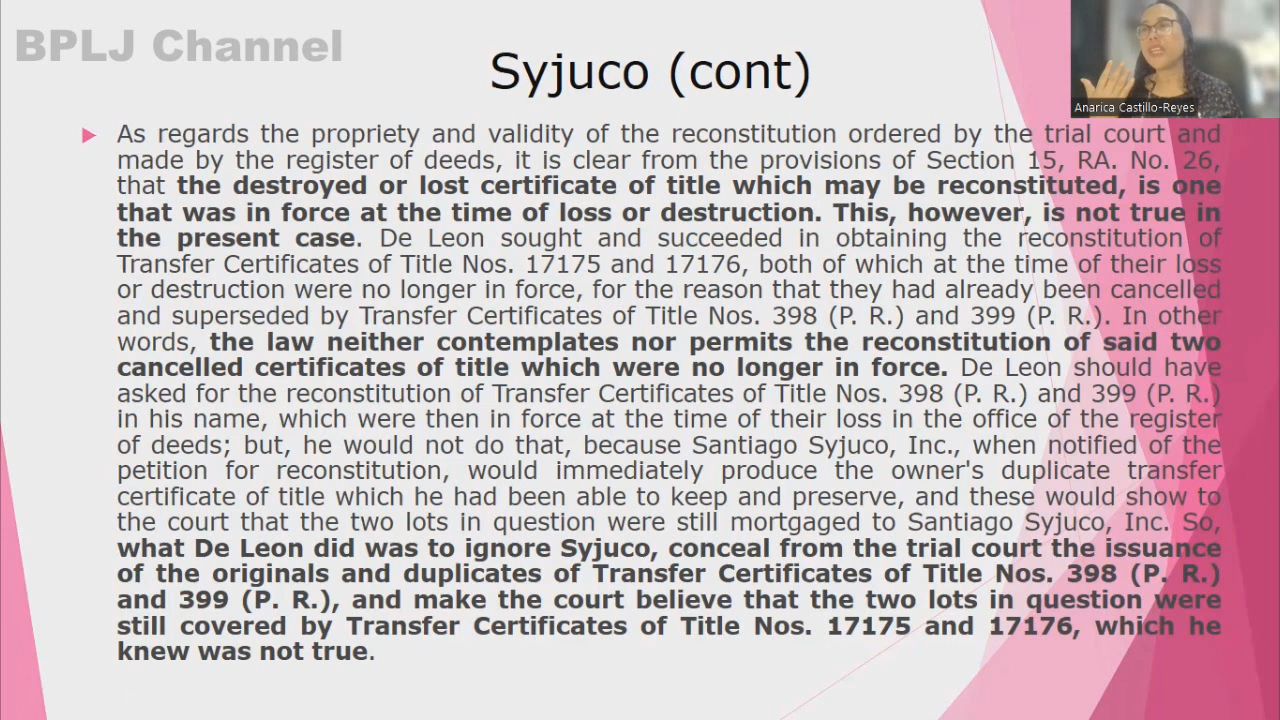 BPLJ Channel
Syjuco (cont)
Anarica Castillo-Reyes
As regards the propriety and validity of the reconstitution ordered by the trial court and
made by the register of deeds, it is clear from the provisions of Section 15, RA. No. 26,
that the destroyed or lost certificate of title which may be reconstituted, is one
that was in force at the time of loss or destruction. This, however, is not true in
the present case. De Leon sought and succeeded in obtaining the reconstitution of
Transfer Certificates of Title Nos. 17175 and 17176, both of which at the time of their loss
or destruction were no longer in force, for the reason that they had already been cancelled
and superseded by Transfer Certificates of Title Nos. 398 (P. R.) and 399 (P. R.). In other
words, the law neither contemplates nor permits the reconstitution of said two
cancelled certificates of title which were no longer in force. De Leon should have
asked for the reconstitution of Transfer Certificates of Title Nos. 398 (P. R.) and 399 (P. R.)
in his name, which were then in force at the time of their loss in the office of the register
of deeds; but, he would not do that, because Santiago Syjuco, Inc., when notified of the
petition for reconstitution, would immediately produce the owner's duplicate transfer
certificate of title which he had been able to keep and preserve, and these would show to
the court that the two lots in question were still mortgaged to Santiago Syjuco, Inc. So,
what De Leon did was to ignore Syjuco, conceal from the trial court the issuance
of the originals and duplicates of Transfer Certificates of Title Nos. 398 (P. R.)
and 399 (P. R.), and make the court believe that the two lots in question were
still covered by Transfer Certificates of Title Nos. 17175 and 17176, which he
knew was not true.